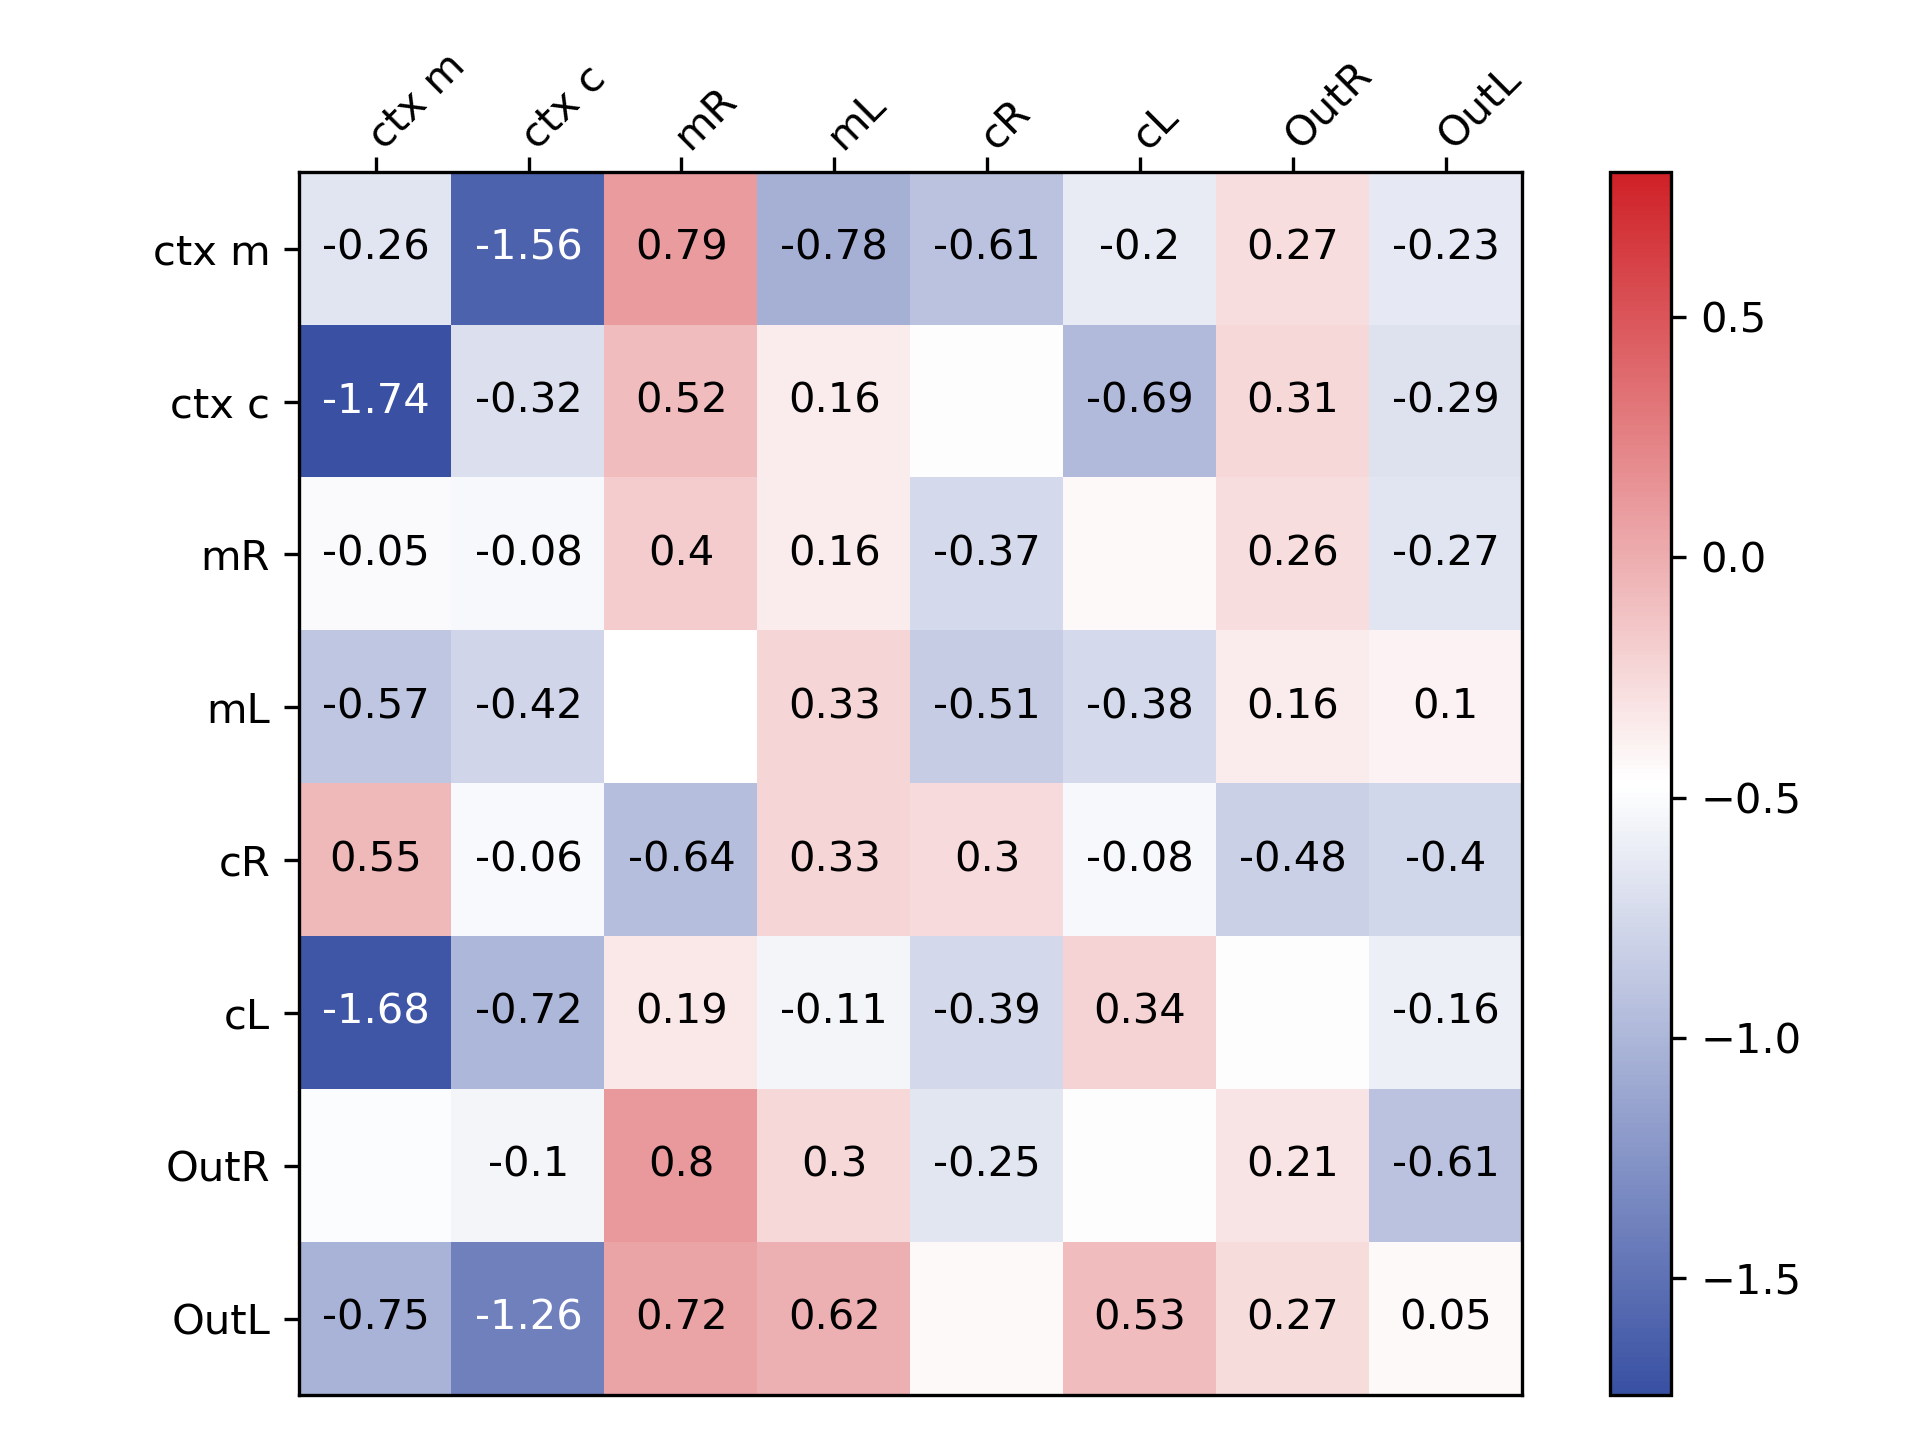 ctx m ctx c mR mL cR cL OutR OutL
ctx m -0.26 -1.56 0.79 -0.78 -0.61 -0.2 0.27 -0.23
0.5
ctx c -1.74 -0.32 0.52 0.16 -0.69 0.31 -0.29
mR -0.05 -0.08 0.4 0.16 -0.37 0.26 -0.27
0.0
mL -0.57 -0.42 0.33 -0.51 -0.38 0.16 0.1
−0.5
cR 0.55 -0.06 -0.64 0.33 0.3 -0.08 -0.48 -0.4
cL -1.68 -0.72 0.19 -0.11 -0.39 0.34 -0.16
−1.0
OutR -0.1 0.8 0.3 -0.25 0.21 -0.61
−1.5
OutL -0.75 -1.26 0.72 0.62 0.53 0.27 0.05